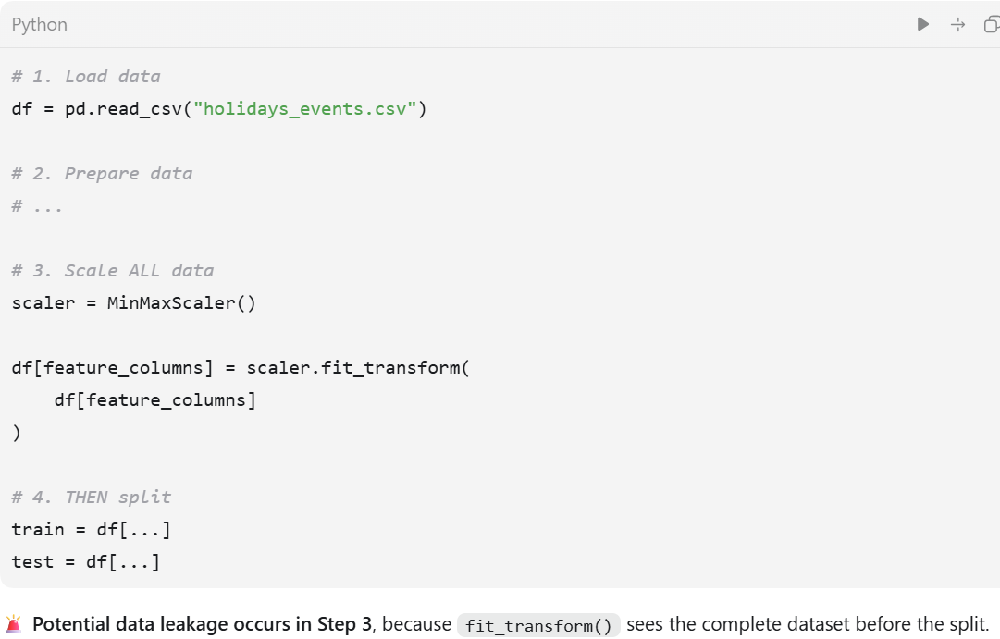 Python
# 1. Load data
df = pd.read_csv("holidays_events.csv")
# 2. Prepare data
# ...
# 3. Scale ALL data
scaler = MinMaxScaler()
df[feature_columns] = scaler.fit_transform(
    df[feature_columns]
)
# 4. THEN split
train = df[...]
test = df[...]
🚨 Potential data leakage occurs in Step 3, because fit_transform() sees the complete dataset before the split.